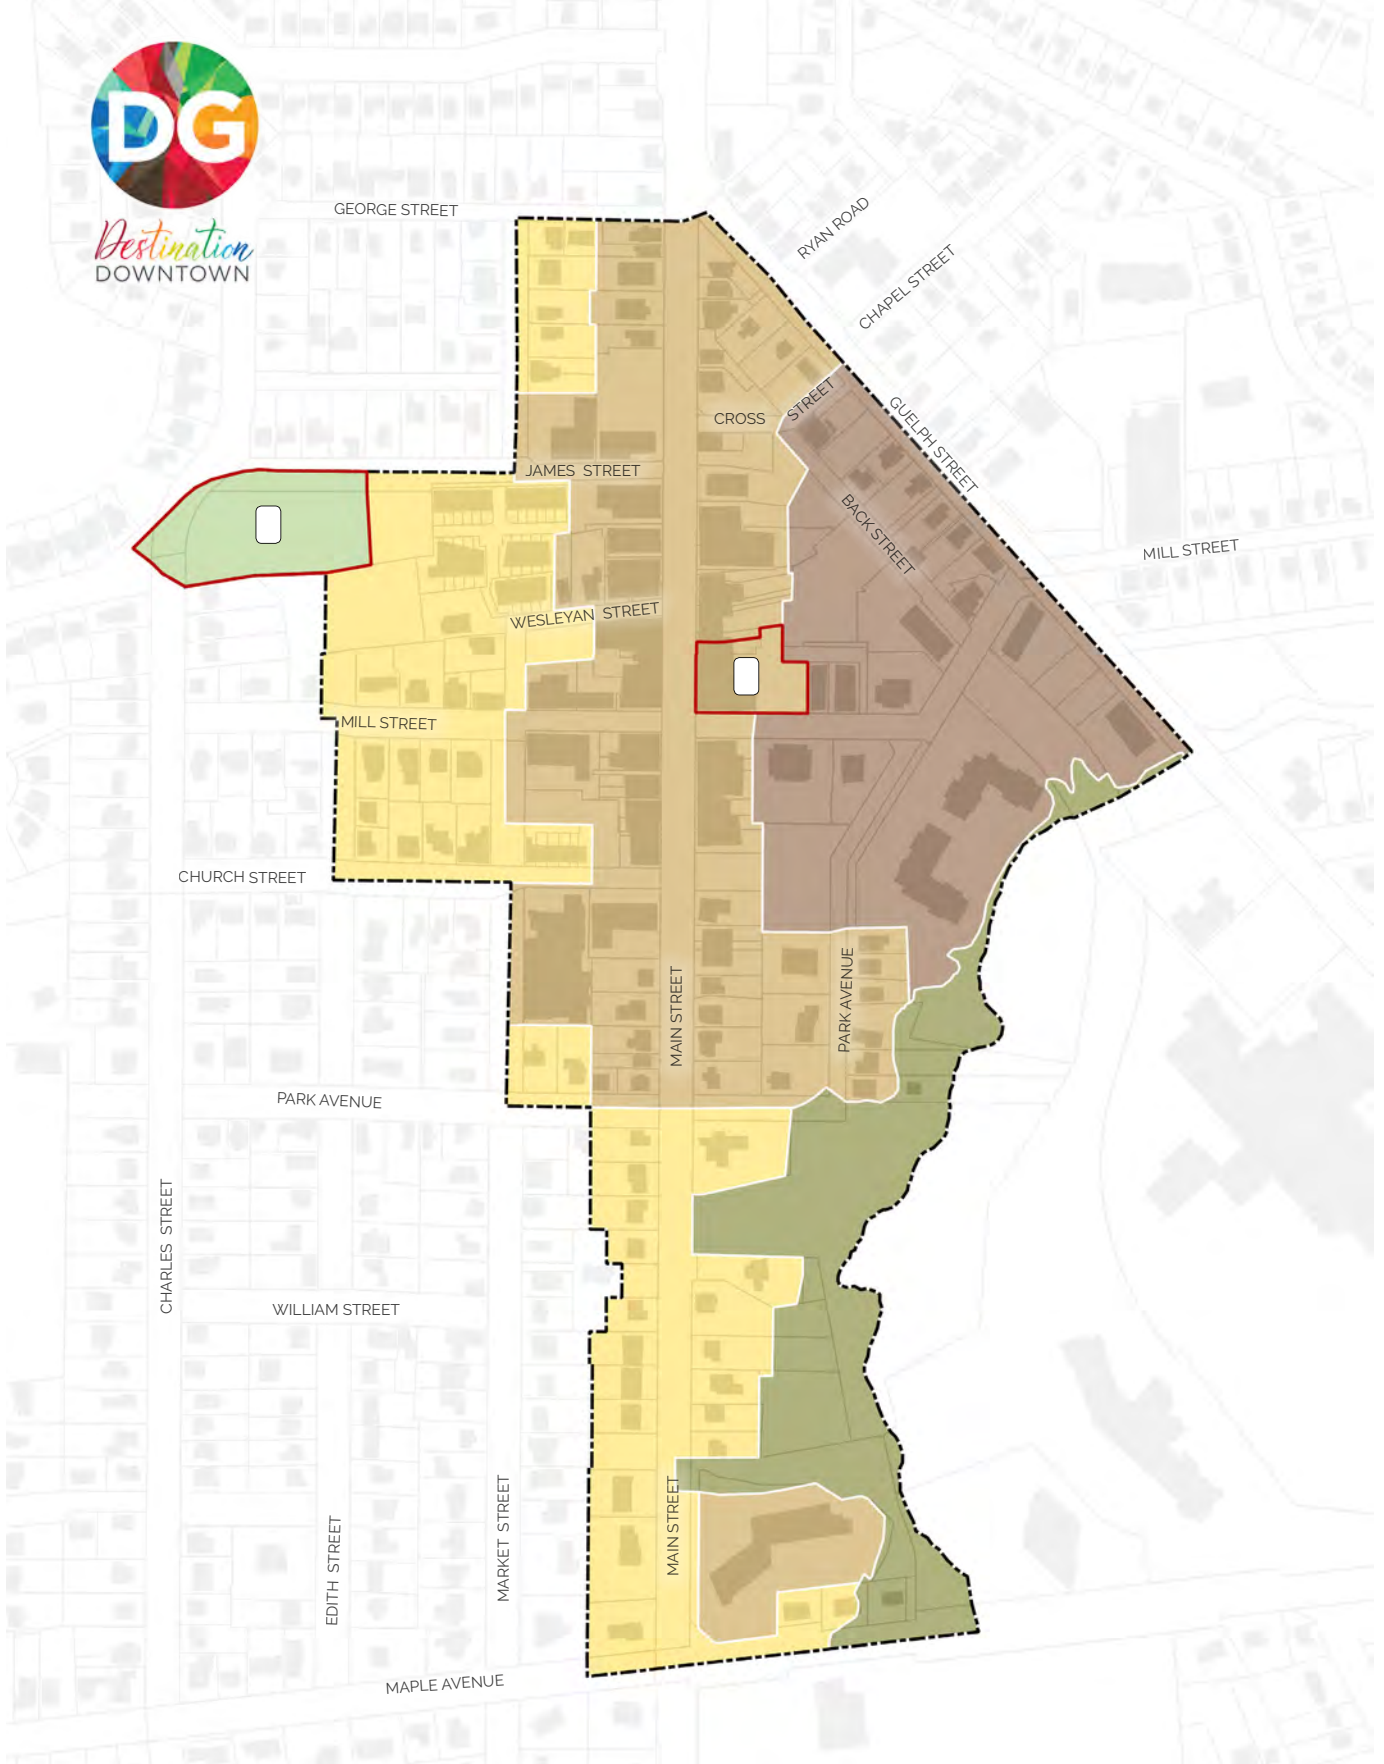 DG
Destination
DOWNTOWN
GEORGE STREET
RYAN ROAD
CHAPEL STREET
CROSS STREET
GUELPH STREET
JAMES STREET
BACK STREET
MILL STREET
WESLEYAN STREET
MILL STREET
CHURCH STREET
MAIN STREET
PARK AVENUE
PARK AVENUE
CHARLES STREET
WILLIAM STREET
EDITH STREET
MARKET STREET
MAIN STREET
MAPLE AVENUE